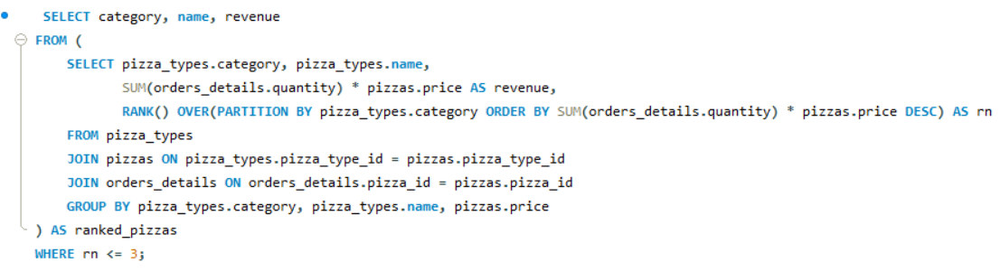 SELECT category, name, revenue
FROM (
SELECT pizza_types.category, pizza_types.name,
SUM(orders_details.quantity) * pizzas.price AS revenue,
RANK() OVER(PARTITION BY pizza_types.category ORDER BY SUM(orders_details.quantity) * pizzas.price DESC) AS rn
FROM pizza_types
JOIN pizzas ON pizza_types.pizza_type_id = pizzas.pizza_type_id
JOIN orders_details ON orders_details.pizza_id = pizzas.pizza_id
GROUP BY pizza_types.category, pizza_types.name, pizzas.price
) AS ranked_pizzas
WHERE rn <= 3;